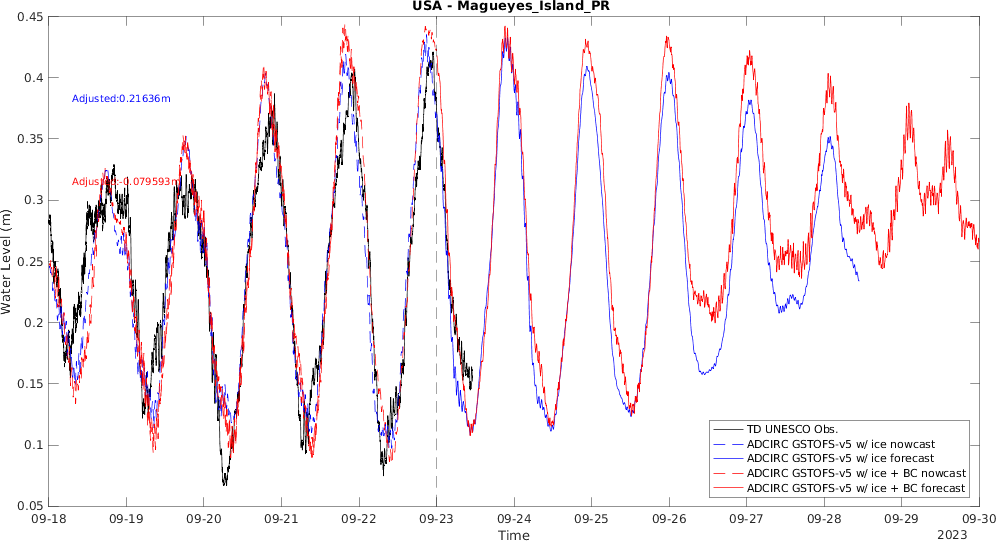 USA - Magueyes_Island_PR
0.45
0.4
0.35
0.3
0.25
0.2
0.15
0.1
0.05
Water Level (m)
Adjusted:0.21636m
Adjusted:-0.079593m
TD UNESCO Obs.
ADCIRC GSTOFS-v5 w/ ice nowcast
ADCIRC GSTOFS-v5 w/ ice forecast
ADCIRC GSTOFS-v5 w/ ice + BC nowcast
ADCIRC GSTOFS-v5 w/ ice + BC forecast
09-18 09-19 09-20 09-21 09-22 09-23 09-24 09-25 09-26 09-27 09-28 09-29 09-30
Time
2023